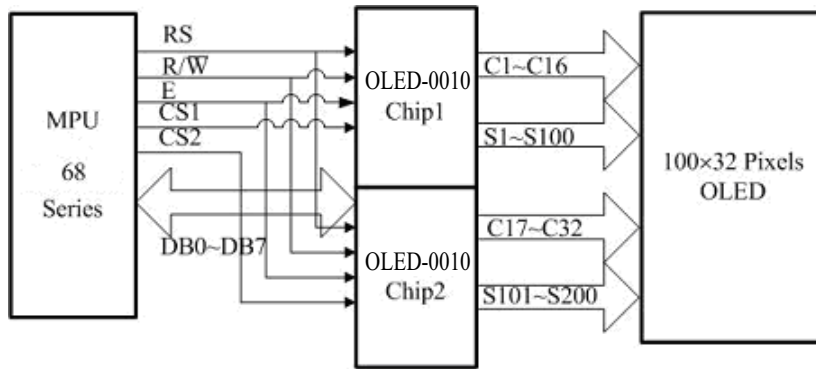 RS
R/W̅
E
CS1
CS2
MPU
68
Series
DB0~DB7
OLED-0010
Chip1
OLED-0010
Chip2
C1~C16
S1~S100
C17~C32
S101~S200
100×32 Pixels
OLED